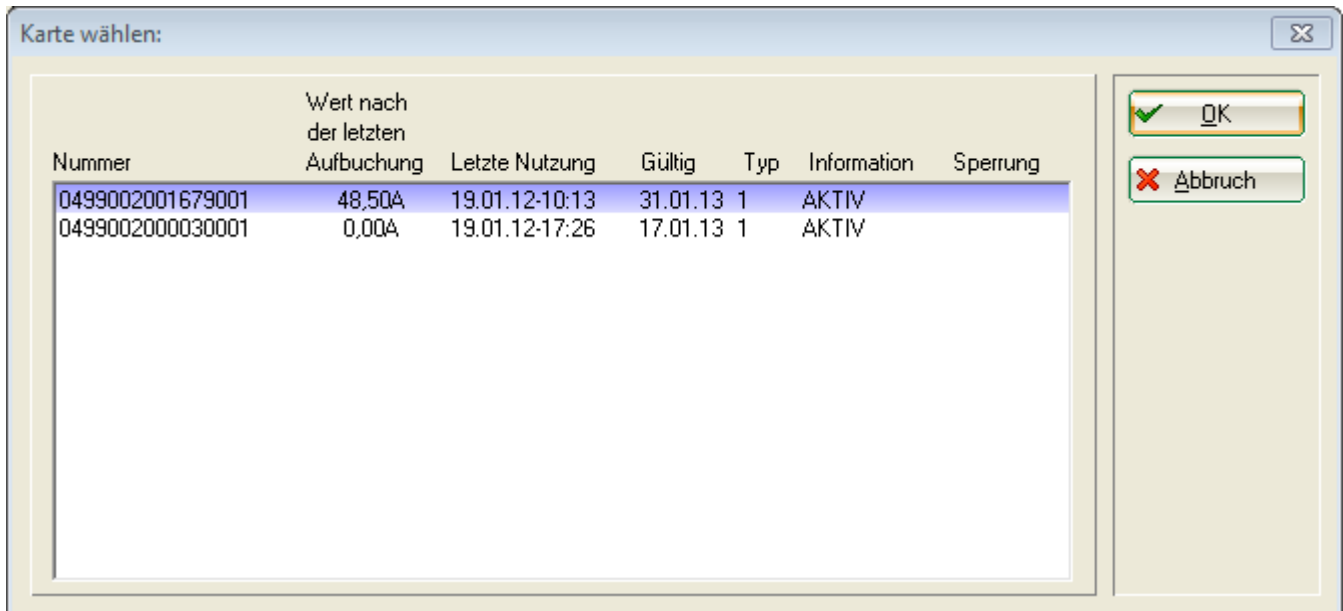 Karte wählen:
Wert nach
der letzten
Nummer Aufbuchung Letzte Nutzung Gültig Typ Information Sperrung
0499002001679001 48,50A 19.01.12-10:13 31.01.13 1 AKTIV
0499002000030001 0,00A 19.01.12-17:26 17.01.13 1 AKTIV
OK
Abbruch